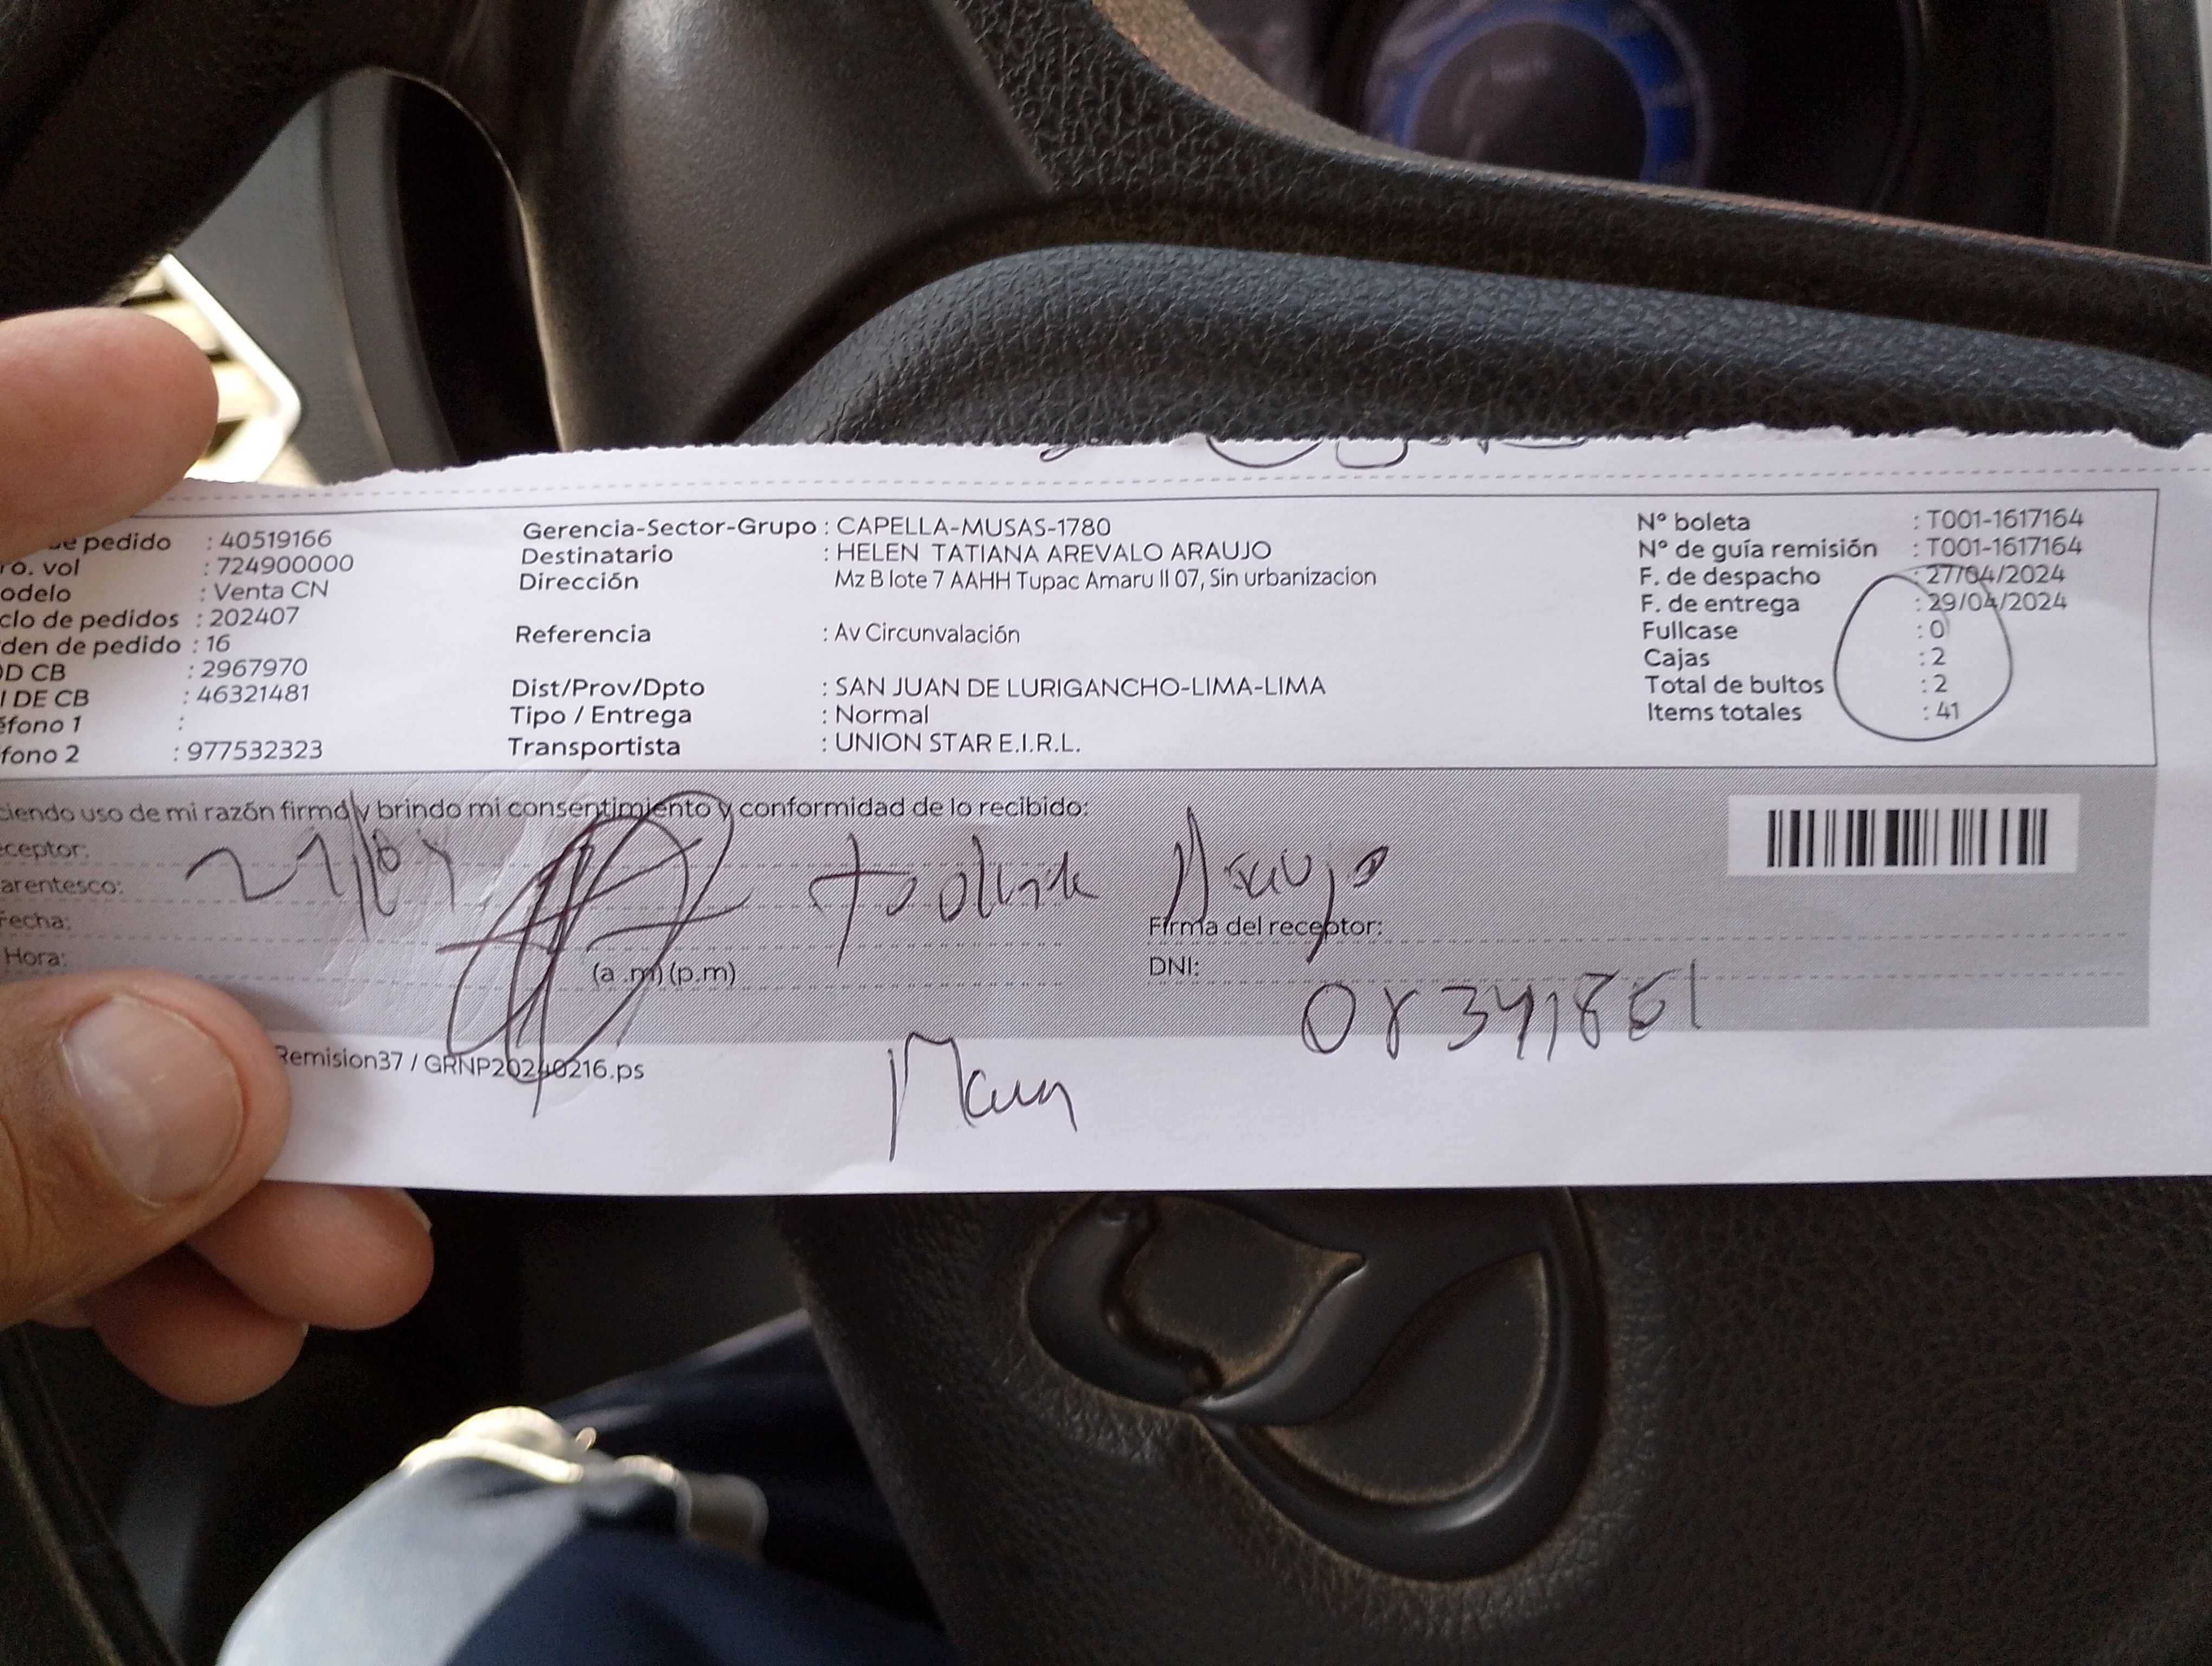 de pedido : 40519166
ro. vol : 724900000
odelo : Venta CN
clo de pedidos : 202407
den de pedido : 16
OD CB : 2967970
I DE CB : 46321481
éfono 1 :
fono 2 : 977532323
Gerencia-Sector-Grupo : CAPELLA-MUSAS-1780
Destinatario : HELEN TATIANA AREVALO ARAUJO
Dirección Mz B lote 7 AAHH Tupac Amaru II 07, Sin urbanizacion
Referencia : Av Circunvalación
Dist/Prov/Dpto : SAN JUAN DE LURIGANCHO-LIMA-LIMA
Tipo / Entrega : Normal
Transportista : UNION STAR E.I.R.L.
N° boleta : T001-1617164
N° de guía remisión : T001-1617164
F. de despacho : 27/04/2024
F. de entrega : 29/04/2024
Fullcase : 0
Cajas : 2
Total de bultos : 2
Items totales : 41
ciendo uso de mi razón firmo y brindo mi consentimiento y conformidad de lo recibido:
ceptor:
arentesco:
Fecha:
Hora:
(a.m) (p.m)
Araujo
Firma del receptor:
DNI:
Remision37 / GRNP20240216.ps